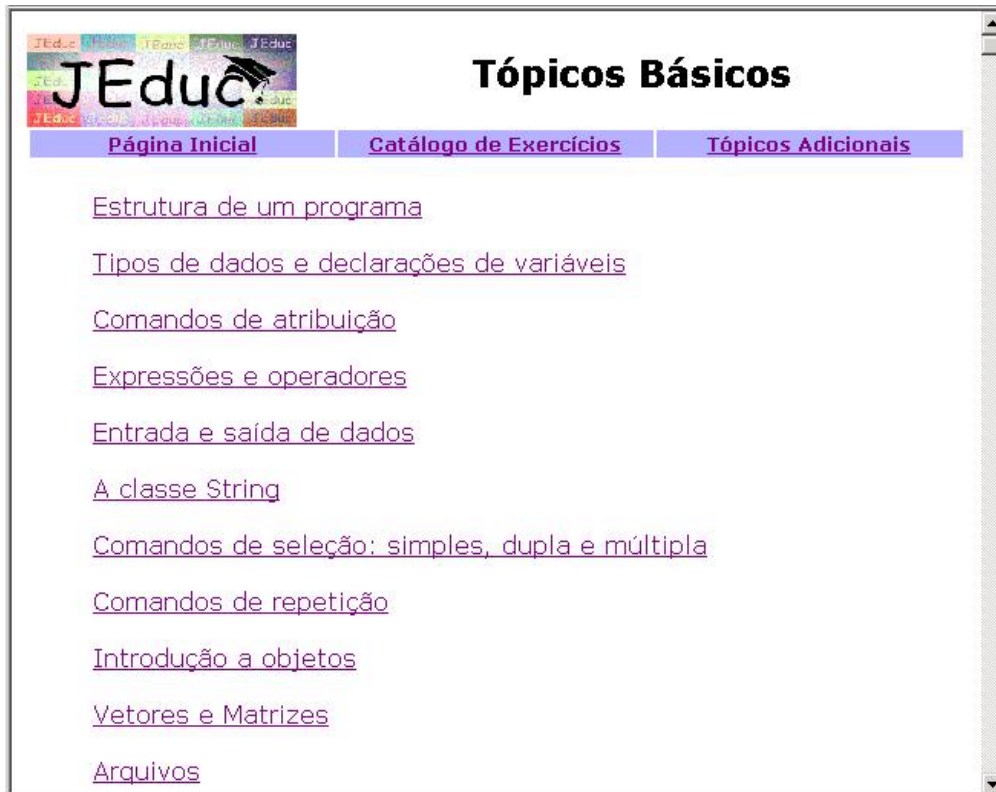 JEduc
Tópicos Básicos
Página Inicial Catálogo de Exercícios Tópicos Adicionais
Estrutura de um programa
Tipos de dados e declarações de variáveis
Comandos de atribuição
Expressões e operadores
Entrada e saída de dados
A classe String
Comandos de seleção: simples, dupla e múltipla
Comandos de repetição
Introdução a objetos
Vetores e Matrizes
Arquivos